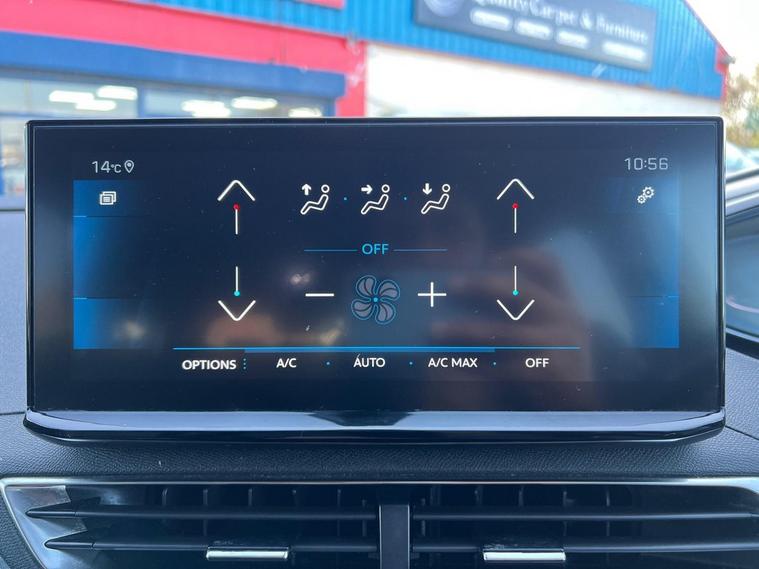 Quality Carpet & Furniture
14°C
10:56
OFF
OPTIONS
A/C
AUTO
A/C MAX
OFF